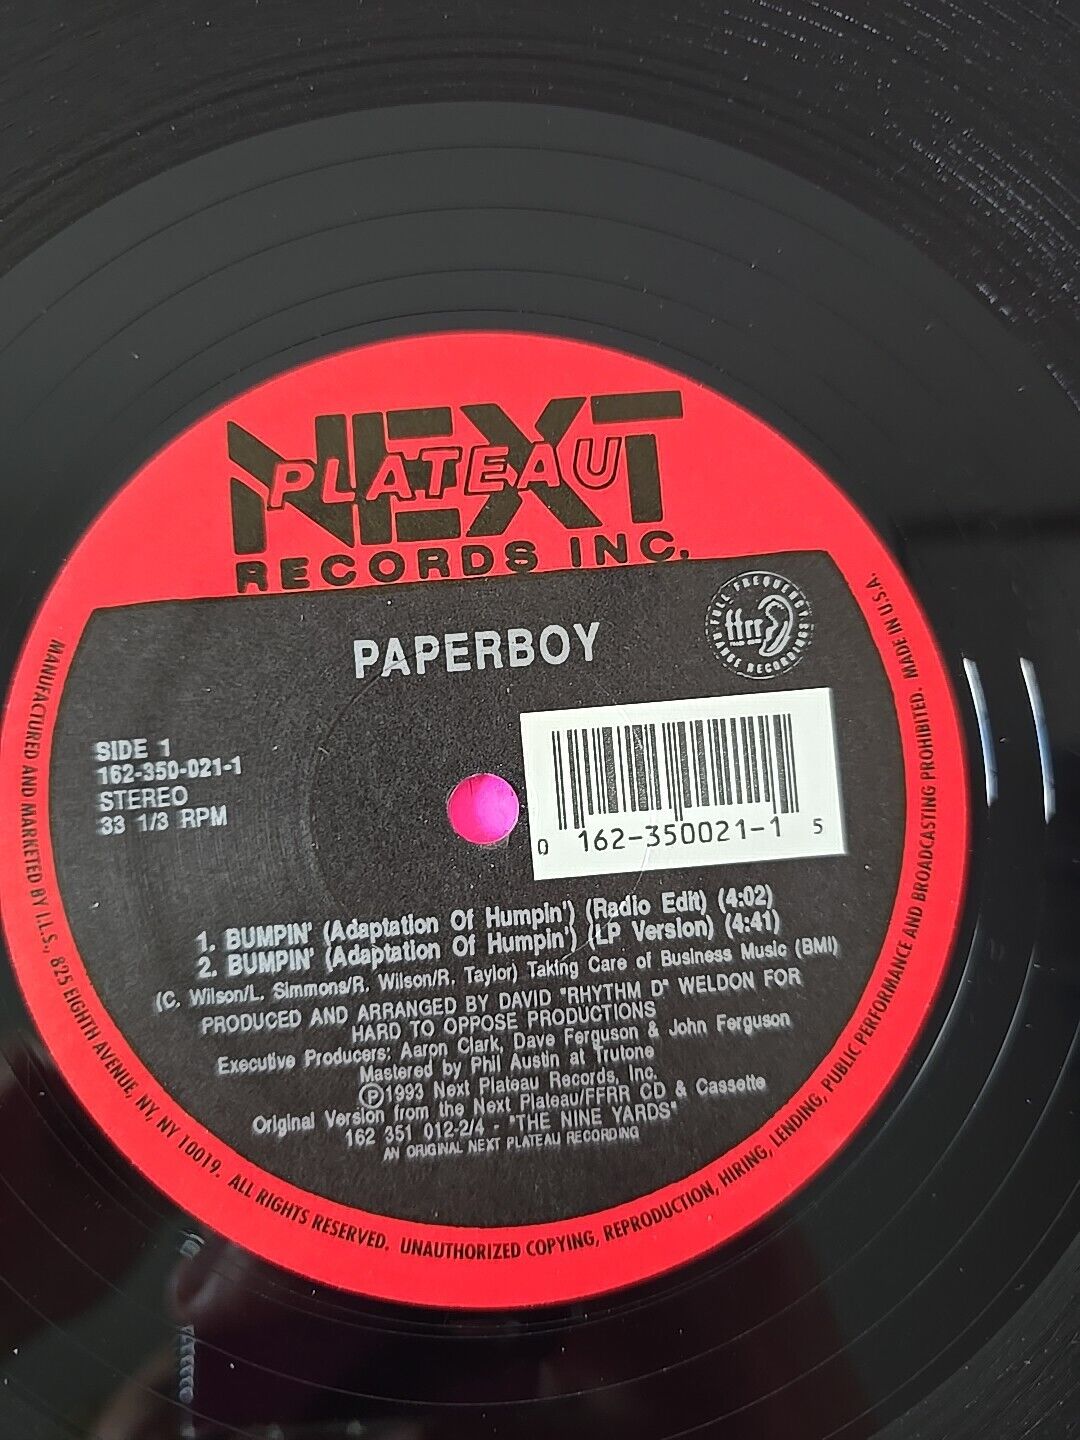 NEXT
PLATEAU
RECORDS INC.
PAPERBOY
FULL FREQUENCY RANGE RECORDING
ffrr
SIDE 1
162-350-021-1
STEREO
33 1/3 RPM
0 162-350021-1 5
1. BUMPIN' (Adaptation Of Humpin') (Radio Edit) (4:02)
2. BUMPIN' (Adaptation Of Humpin') (LP Version) (4:41)
(C. Wilson/L. Simmons/R. Wilson/R. Taylor) Taking Care of Business Music (BMI)
PRODUCED AND ARRANGED BY DAVID "RHYTHM D" WELDON FOR
HARD TO OPPOSE PRODUCTIONS
Executive Producers: Aaron Clark, Dave Ferguson & John Ferguson
Mastered by Phil Austin at Trutone
Ⓟ1993 Next Plateau Records, Inc.
Original Version from the Next Plateau/FFRR CD & Cassette
162 351 012-2/4 - "THE NINE YARDS"
AN ORIGINAL NEXT PLATEAU RECORDING
MANUFACTURED AND MARKETED BY I.L.S., 825 EIGHTH AVENUE, NY, NY 10019. ALL RIGHTS RESERVED. UNAUTHORIZED COPYING, REPRODUCTION, HIRING, LENDING, PUBLIC PERFORMANCE AND BROADCASTING PROHIBITED. MADE IN U.S.A.